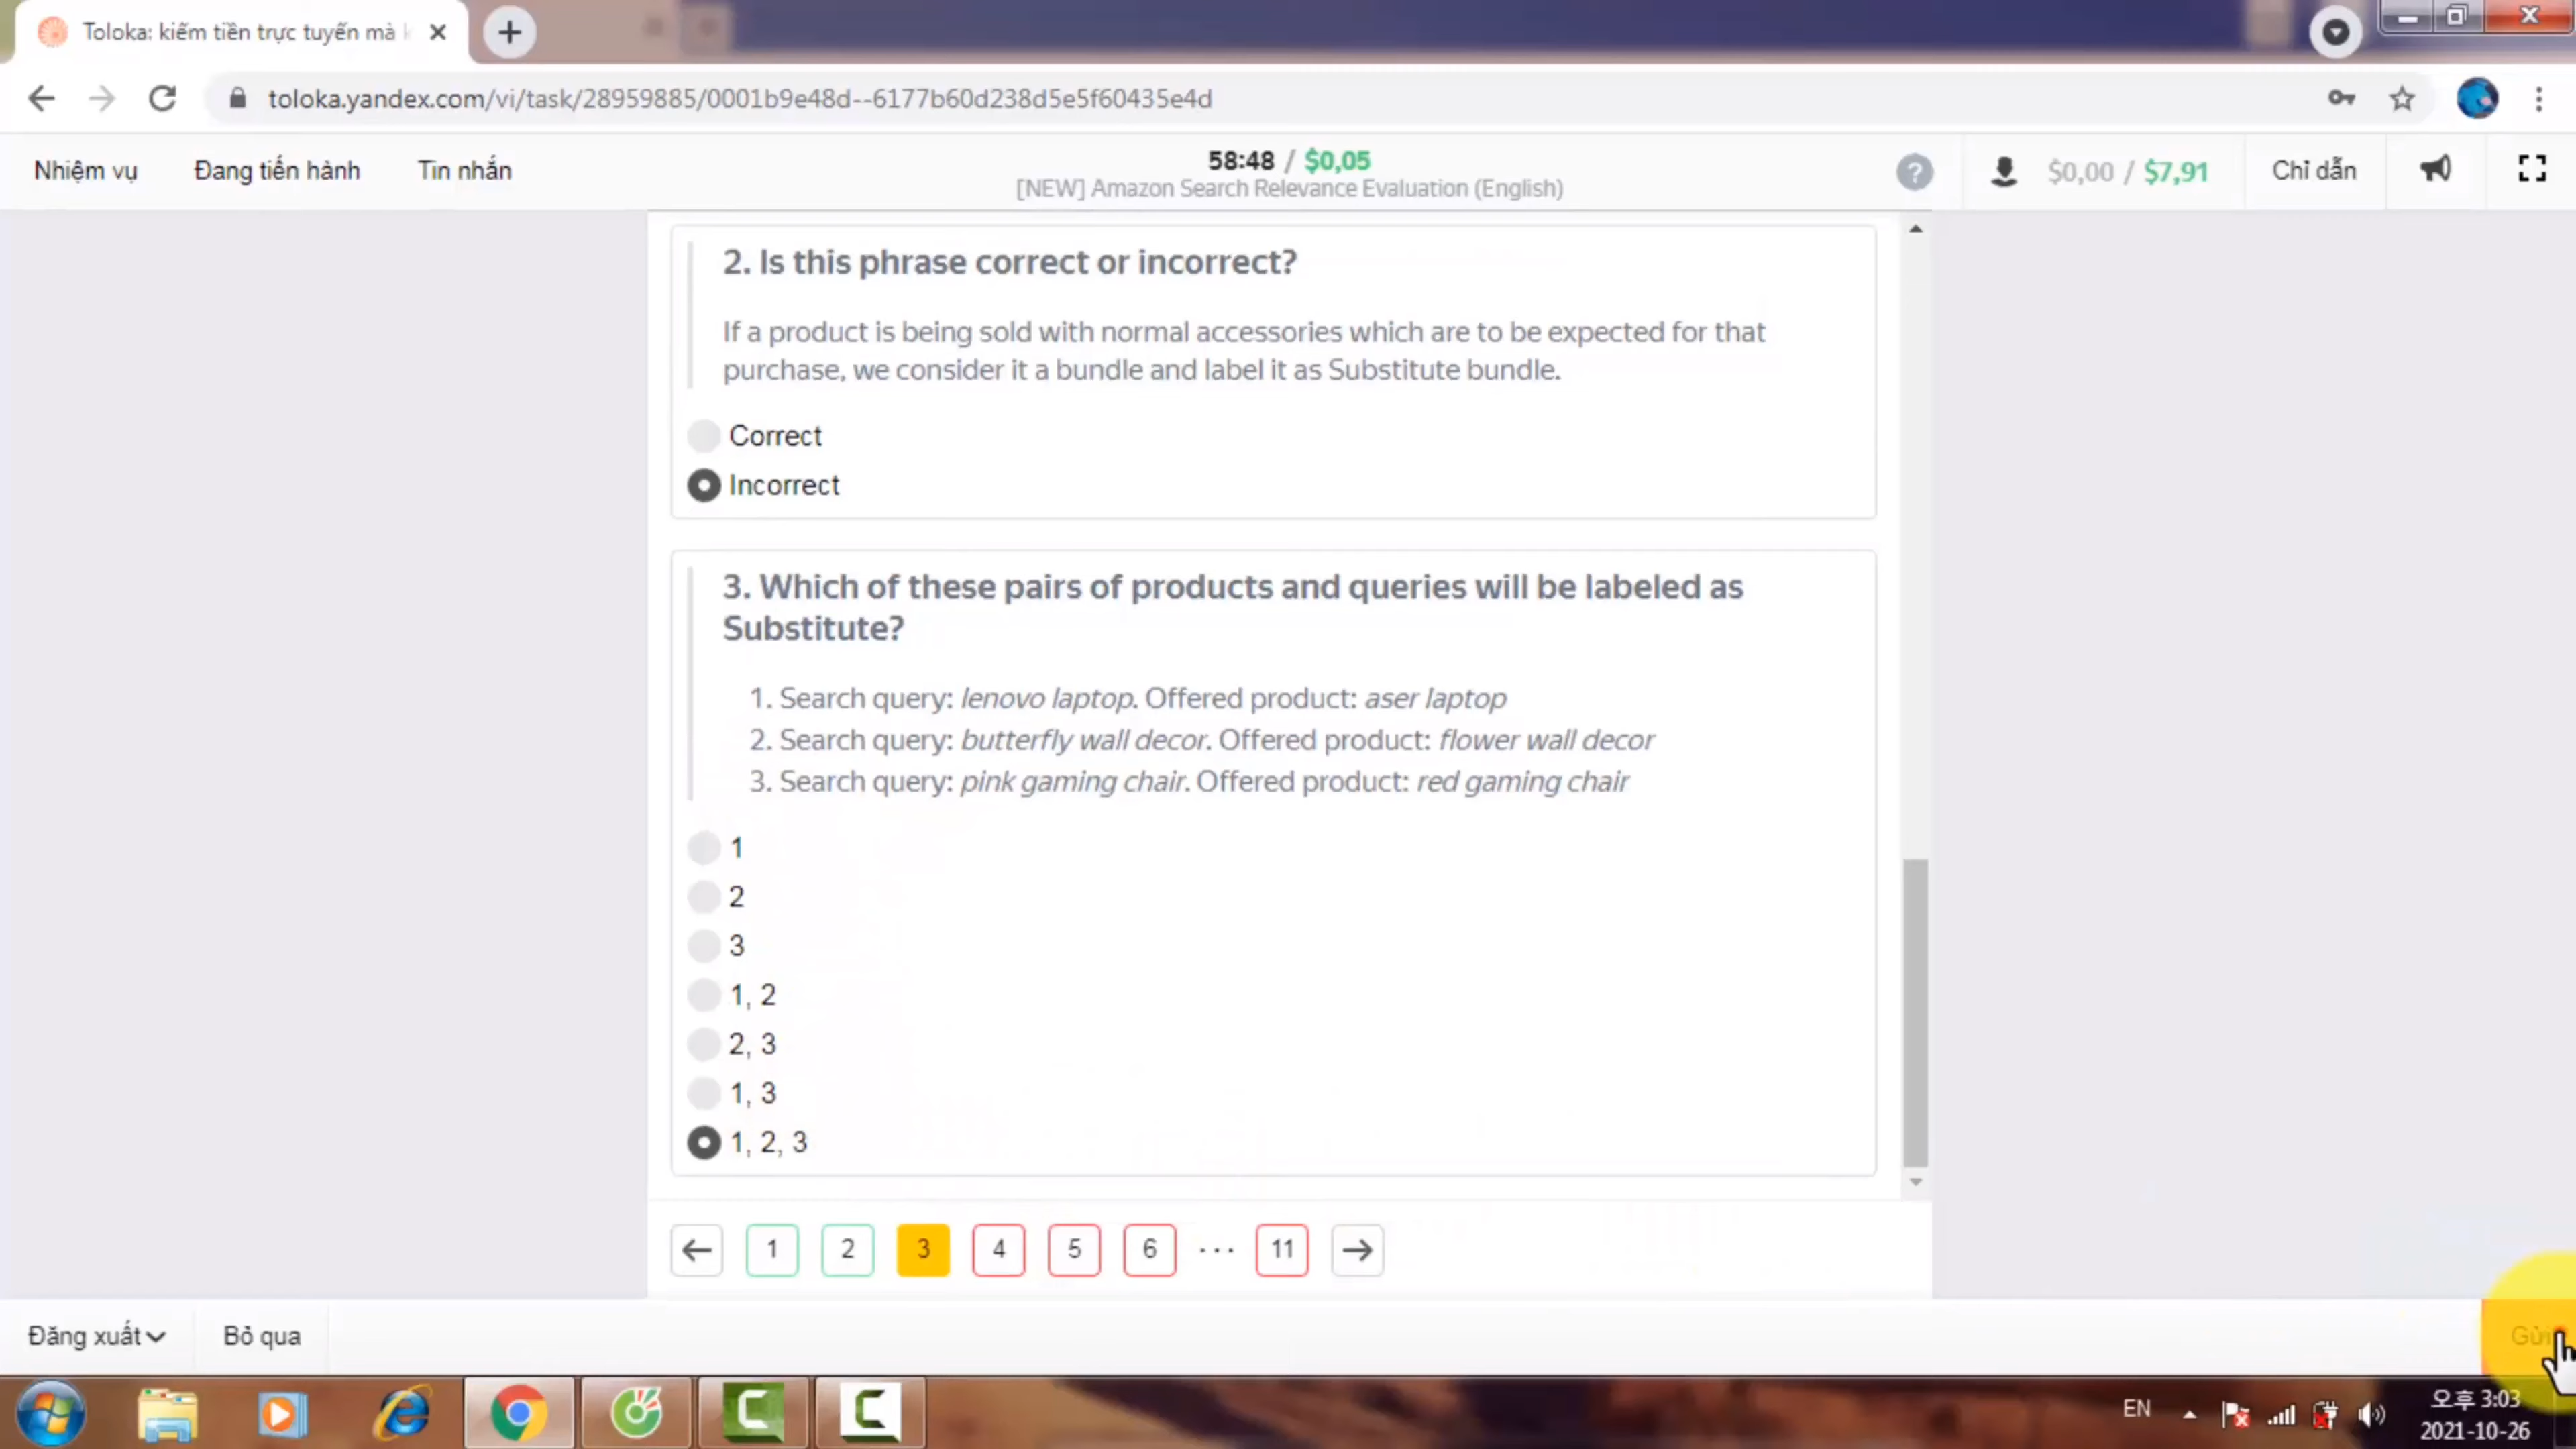 Toloka: kiếm tiền trực tuyến mà
toloka.yandex.com/vi/task/28959885/0001b9e48d--6177b60d238d5e5f60435e4d
Nhiệm vụ
Đang tiến hành
Tin nhắn
58:48 / $0,05
[NEW] Amazon Search Relevance Evaluation (English)
?
$0,00 / $7,91
Chỉ dẫn
2. Is this phrase correct or incorrect?
If a product is being sold with normal accessories which are to be expected for that
purchase, we consider it a bundle and label it as Substitute bundle.
Correct
Incorrect
3. Which of these pairs of products and queries will be labeled as
Substitute?
1. Search query: lenovo laptop. Offered product: aser laptop
2. Search query: butterfly wall decor. Offered product: flower wall decor
3. Search query: pink gaming chair. Offered product: red gaming chair
1
2
3
1, 2
2, 3
1, 3
1, 2, 3
1 2 3 4 5 6 ... 11
Đăng xuất
Bỏ qua
EN
오후 3:03
2021-10-26